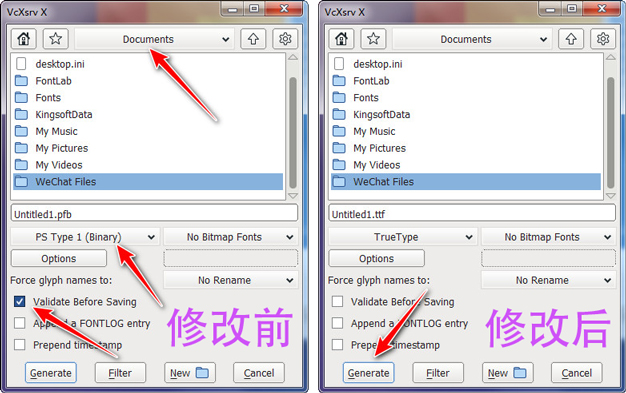 VcXsrv X
Documents
desktop.ini
FontLab
Fonts
KingsoftData
My Music
My Pictures
My Videos
WeChat Files
Untitled1.pfb
PS Type 1 (Binary)
No Bitmap Fonts
Options
Force glyph names to:
No Rename
Validate Before Saving
Append a FONTLOG entry
Prepend timestamp
修改前
Generate
Filter
New
Cancel
VcXsrv X
Documents
desktop.ini
FontLab
Fonts
KingsoftData
My Music
My Pictures
My Videos
WeChat Files
Untitled1.ttf
TrueType
No Bitmap Fonts
Options
Force glyph names to:
No Rename
Validate Before Saving
Append a FONTLOG entry
Prepend timestamp
修改后
Generate
Filter
New
Cancel